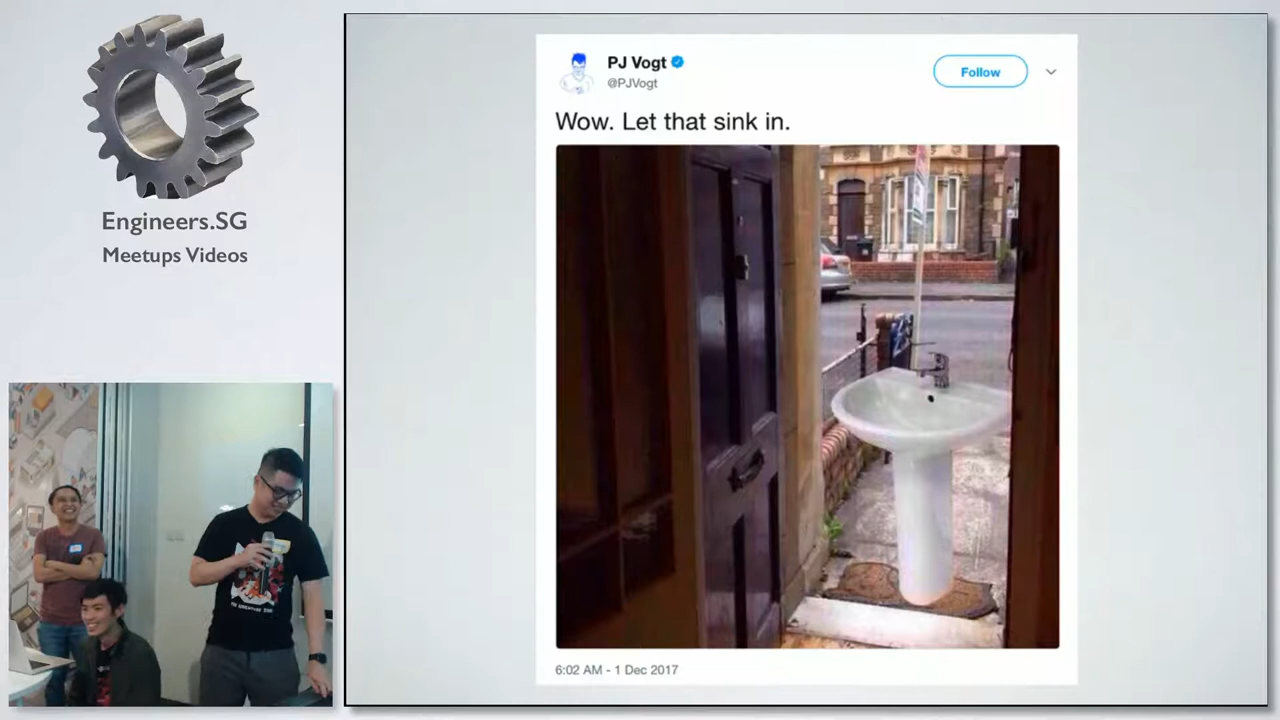 Engineers.SG
Meetups Videos
PJ Vogt
@PJVogt
Follow
Wow. Let that sink in.
6:02 AM - 1 Dec 2017